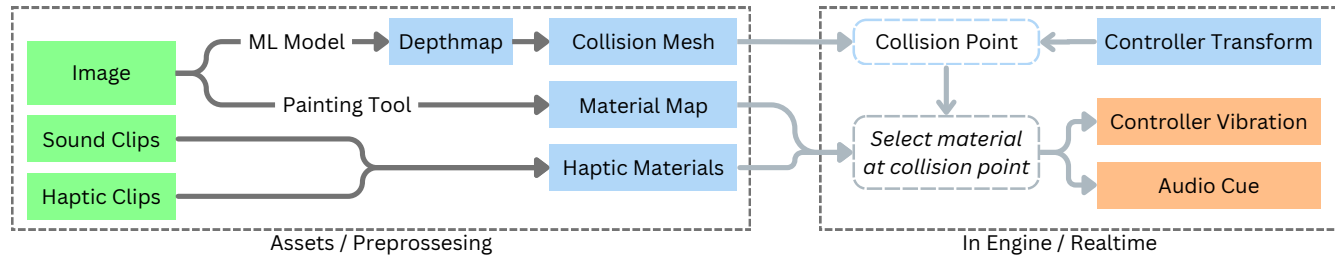 Image
ML Model
Depthmap
Collision Mesh
Painting Tool
Material Map
Sound Clips
Haptic Clips
Haptic Materials
Assets / Preprossesing
Collision Point
Controller Transform
Select material
at collision point
Controller Vibration
Audio Cue
In Engine / Realtime